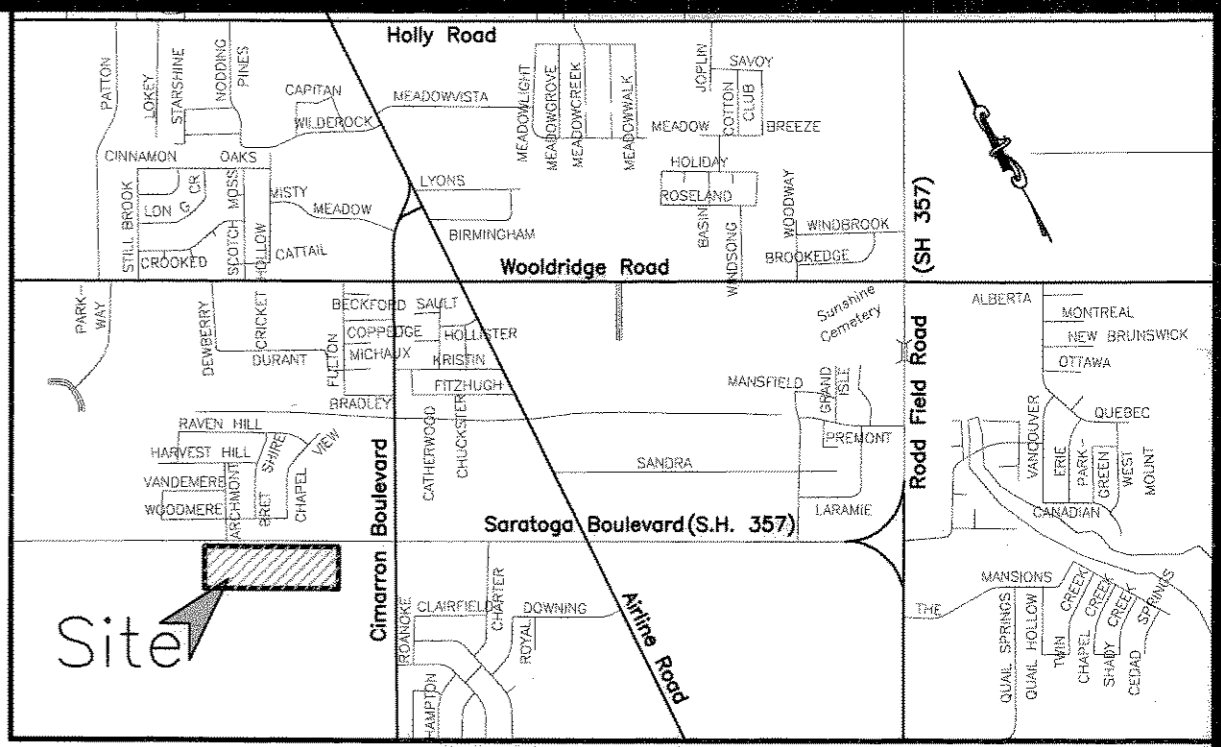 Holly Road
PATTON
LOKEY
STARSHINE
NODDING
PINES
CAPITAN
WILDEROCK
MEADOWVISTA
MEADOWLIGHT
MEADOWGROVE
MEADOWCREEK
MEADOWWALK
JOPLIN
SAVOY
COTTON
CLUB
MEADOW
BREEZE
CINNAMON
OAKS
HOLIDAY
ROSELAND
LYONS
BIRMINGHAM
STILL BROOK
LON G CR
CROOKED
SCOTCH MOSS
HOLLOW
MISTY
MEADOW
CATTAIL
BASIN
WINDSONG
WOODWAY
WINDBROOK
BROOKEDGE
(SH 357)
Wooldridge Road
PARK-
WAY
DEWBERRY
CRICKET
DURANT
FULTON
BECKFORD
SAULT
COPPEDGE
HOLLISTER
MICHAUX
KRISTIN
FITZHUGH
BRADLEY
Sunshine
Cemetery
MANSFIELD
GRAND
ISLE
PREMONT
Rodd Field Road
ALBERTA
MONTREAL
NEW BRUNSWICK
OTTAWA
QUEBEC
VANCOUVER
ERIE
PARK-
GREEN
WEST
MOUNT
CANADIAN
RAVEN HILL
HARVEST HILL
VANDEMERE
WOODMERE
ARCHMONT
BRET
SHIRE
CHAPEL
VIEW
Cimarron Boulevard
CATHERWOOD
CHUCKSTER
SANDRA
LARAMIE
Saratoga Boulevard (S.H. 357)
Site
ROANOKE
CLAIRFIELD
CHARTER
HAMPTON
ROYAL
DOWNING
Airline Road
THE
MANSIONS
QUAIL SPRINGS
QUAIL HOLLOW
TWIN CREEK
CHAPEL CREEK
SHADY CREEK
CEDAD SPRINGS